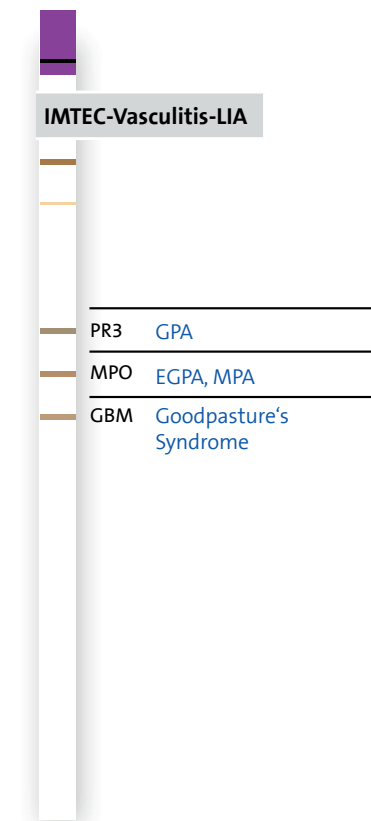 IMTEC-Vasculitis-LIA
PR3 GPA
MPO EGPA, MPA
GBM Goodpasture‘s
Syndrome